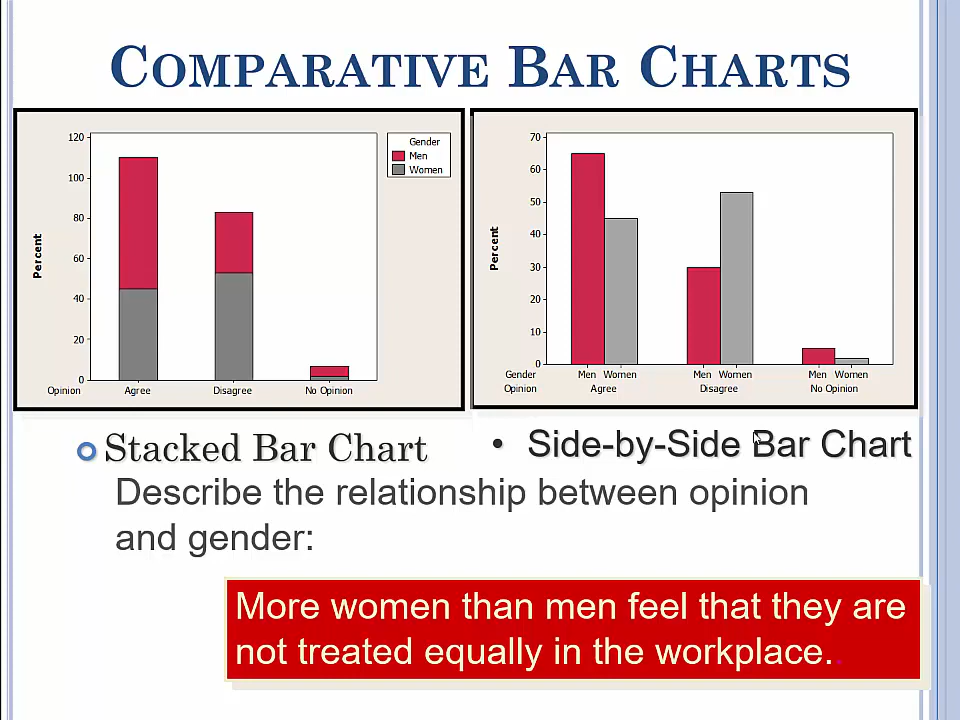 COMPARATIVE BAR CHARTS
120
100
80
60
40
20
0
Percent
Opinion Agree Disagree No Opinion
Gender
Men
Women
70
60
50
40
30
20
10
0
Percent
Gender Men Women Men Women Men Women
Opinion Agree Disagree No Opinion
Stacked Bar Chart
• Side-by-Side Bar Chart
Describe the relationship between opinion
and gender:
More women than men feel that they are
not treated equally in the workplace..